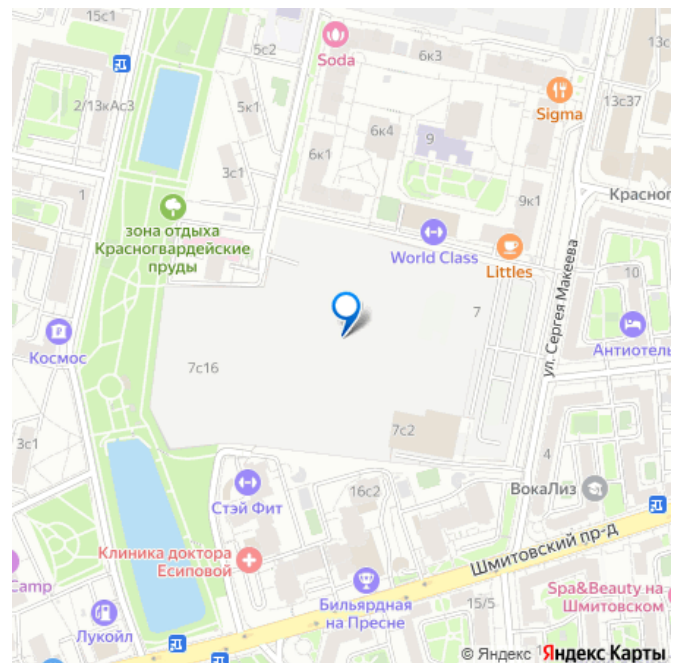 15с1
5с2
Soda
6к3
13с
2/13кАс3
5к1
6к4
9
Sigma
13с37
3с1
6к1
1
9к1
Красног
зона отдыха
Красногвардейские
пруды
World Class
Littles
ул. Сергея Макеева
10
7
Космос
7с16
Антиотель
7с2
3с1
4
Стэй Фит
16с2
ВокаЛиз
Клиника доктора
Есиповой
Шмитовский пр-д
Camp
Бильярдная
на Пресне
15/5
Spa&Beauty на
Шмитовском
Лукойл
© Яндекс
Яндекс Карты